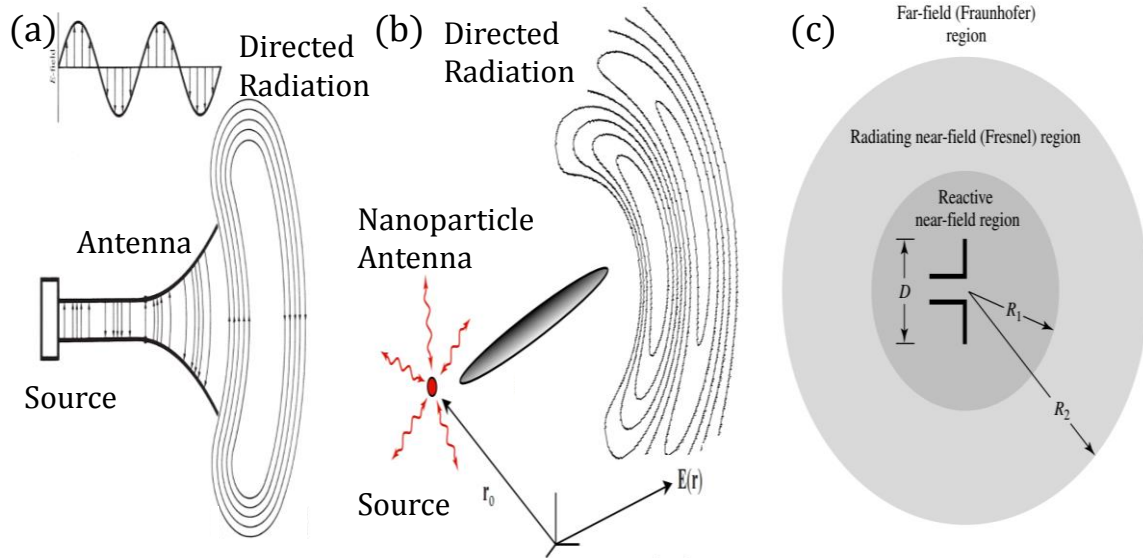 (a)
E-field
Directed
Radiation
Antenna
Source
(b)
Directed
Radiation
Nanoparticle
Antenna
Source
r₀
E(r)
(c)
Far-field (Fraunhofer)
region
Radiating near-field (Fresnel) region
Reactive
near-field region
D
R₁
R₂